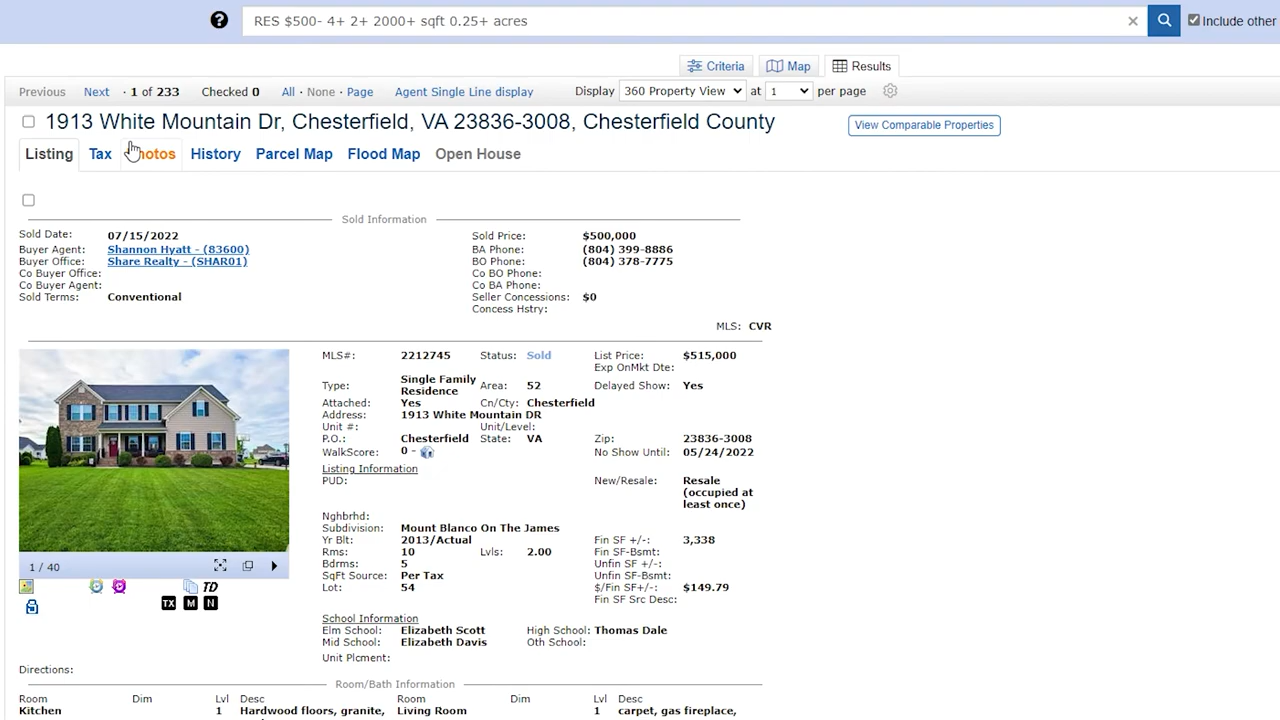 RES $500- 4+ 2+ 2000+ sqft 0.25+ acres
Include other
Criteria Map Results
Previous Next · 1 of 233 Checked 0 All · None · Page Agent Single Line display Display 360 Property View at 1 per page
1913 White Mountain Dr, Chesterfield, VA 23836-3008, Chesterfield County
View Comparable Properties
Listing Tax Photos History Parcel Map Flood Map Open House
Sold Information
Sold Date: 07/15/2022 Sold Price: $500,000
Buyer Agent: Shannon Hyatt - (83600) BA Phone: (804) 399-8886
Buyer Office: Share Realty - (SHAR01) BO Phone: (804) 378-7775
Co Buyer Office: Co BO Phone:
Co Buyer Agent: Co BA Phone:
Sold Terms: Conventional Seller Concessions: $0
Concess Hstry:
MLS: CVR
MLS#: 2212745 Status: Sold List Price: $515,000
Exp OnMkt Dte:
Type: Single Family Residence Area: 52 Delayed Show: Yes
Attached: Yes Cn/Cty: Chesterfield
Address: 1913 White Mountain DR
Unit #: Unit/Level:
P.O.: Chesterfield State: VA Zip: 23836-3008
WalkScore: 0 - No Show Until: 05/24/2022
Listing Information
PUD: New/Resale: Resale (occupied at least once)
Nghbrhd:
Subdivision: Mount Blanco On The James
Yr Blt: 2013/Actual Fin SF +/-: 3,338
Rms: 10 Lvls: 2.00 Fin SF-Bsmt:
Bdrms: 5 Unfin SF +/-:
SqFt Source: Per Tax Unfin SF-Bsmt:
Lot: 54 $/Fin SF+/-: $149.79
Fin SF Src Desc:
1 / 40
TD
TX M N
School Information
Elm School: Elizabeth Scott High School: Thomas Dale
Mid School: Elizabeth Davis Oth School:
Unit Plcment:
Directions:
Room/Bath Information
Room Dim Lvl Desc Room Dim Lvl Desc
Kitchen 1 Hardwood floors, granite, Living Room 1 carpet, gas fireplace,